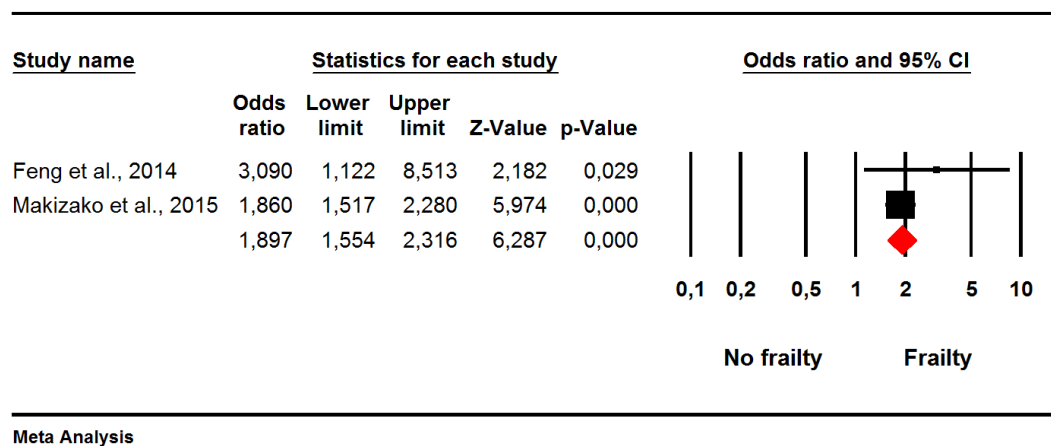 Study name Statistics for each study Odds ratio and 95% CI
Odds Lower Upper
ratio limit limit Z-Value p-Value
Feng et al., 2014 3,090 1,122 8,513 2,182 0,029
Makizako et al., 2015 1,860 1,517 2,280 5,974 0,000
1,897 1,554 2,316 6,287 0,000
0,1 0,2 0,5 1 2 5 10
No frailty Frailty
Meta Analysis